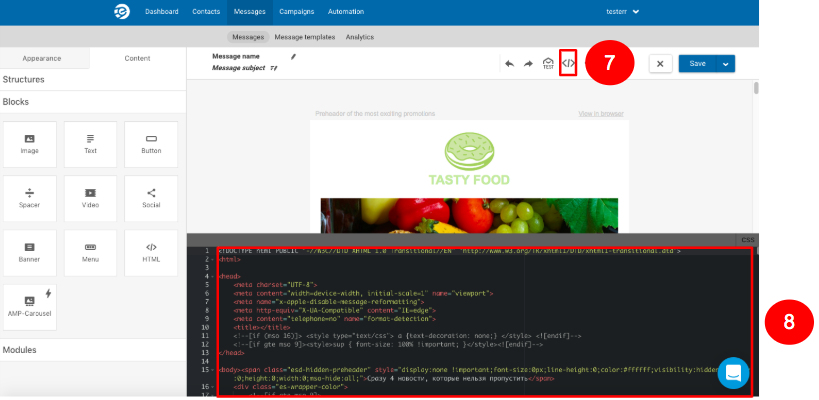 Dashboard Contacts Messages Campaigns Automation testerr
Messages Message templates Analytics
Appearance Content
Message name
Message subject
TEST
</>
7
Save
Structures
Blocks
Image Text Button
Spacer Video Social
Banner Menu HTML
AMP-Carousel
Modules
Preheader of the most exciting promotions View in browser
TASTY FOOD
CSS
1 <!DOCTYPE html PUBLIC "-//W3C//DTD XHTML 1.0 Transitional//EN" "http://www.w3.org/TR/xhtml1/DTD/xhtml1-transitional.dtd">
2 <html>
3
4 <head>
5 <meta charset="UTF-8">
6 <meta content="width=device-width, initial-scale=1" name="viewport">
7 <meta name="x-apple-disable-message-reformatting">
8 <meta http-equiv="X-UA-Compatible" content="IE=edge">
9 <meta content="telephone=no" name="format-detection">
10 <title></title>
11 <!--[if (mso 16)]> <style type="text/css"> a {text-decoration: none;} </style> <![endif]-->
12 <!--[if gte mso 9]><style>sup { font-size: 100% !important; }</style><![endif]-->
13 </head>
14
15 <body><span class="esd-hidden-preheader" style="display:none !important;font-size:0px;line-height:0;color:#ffffff;visibility:hidden
:0;height:0;width:0;mso-hide:all;">Сразу 4 новости, которые нельзя пропустить</span>
16 <div class="es-wrapper-color">
17 <!--[if gte mso 9]>
8